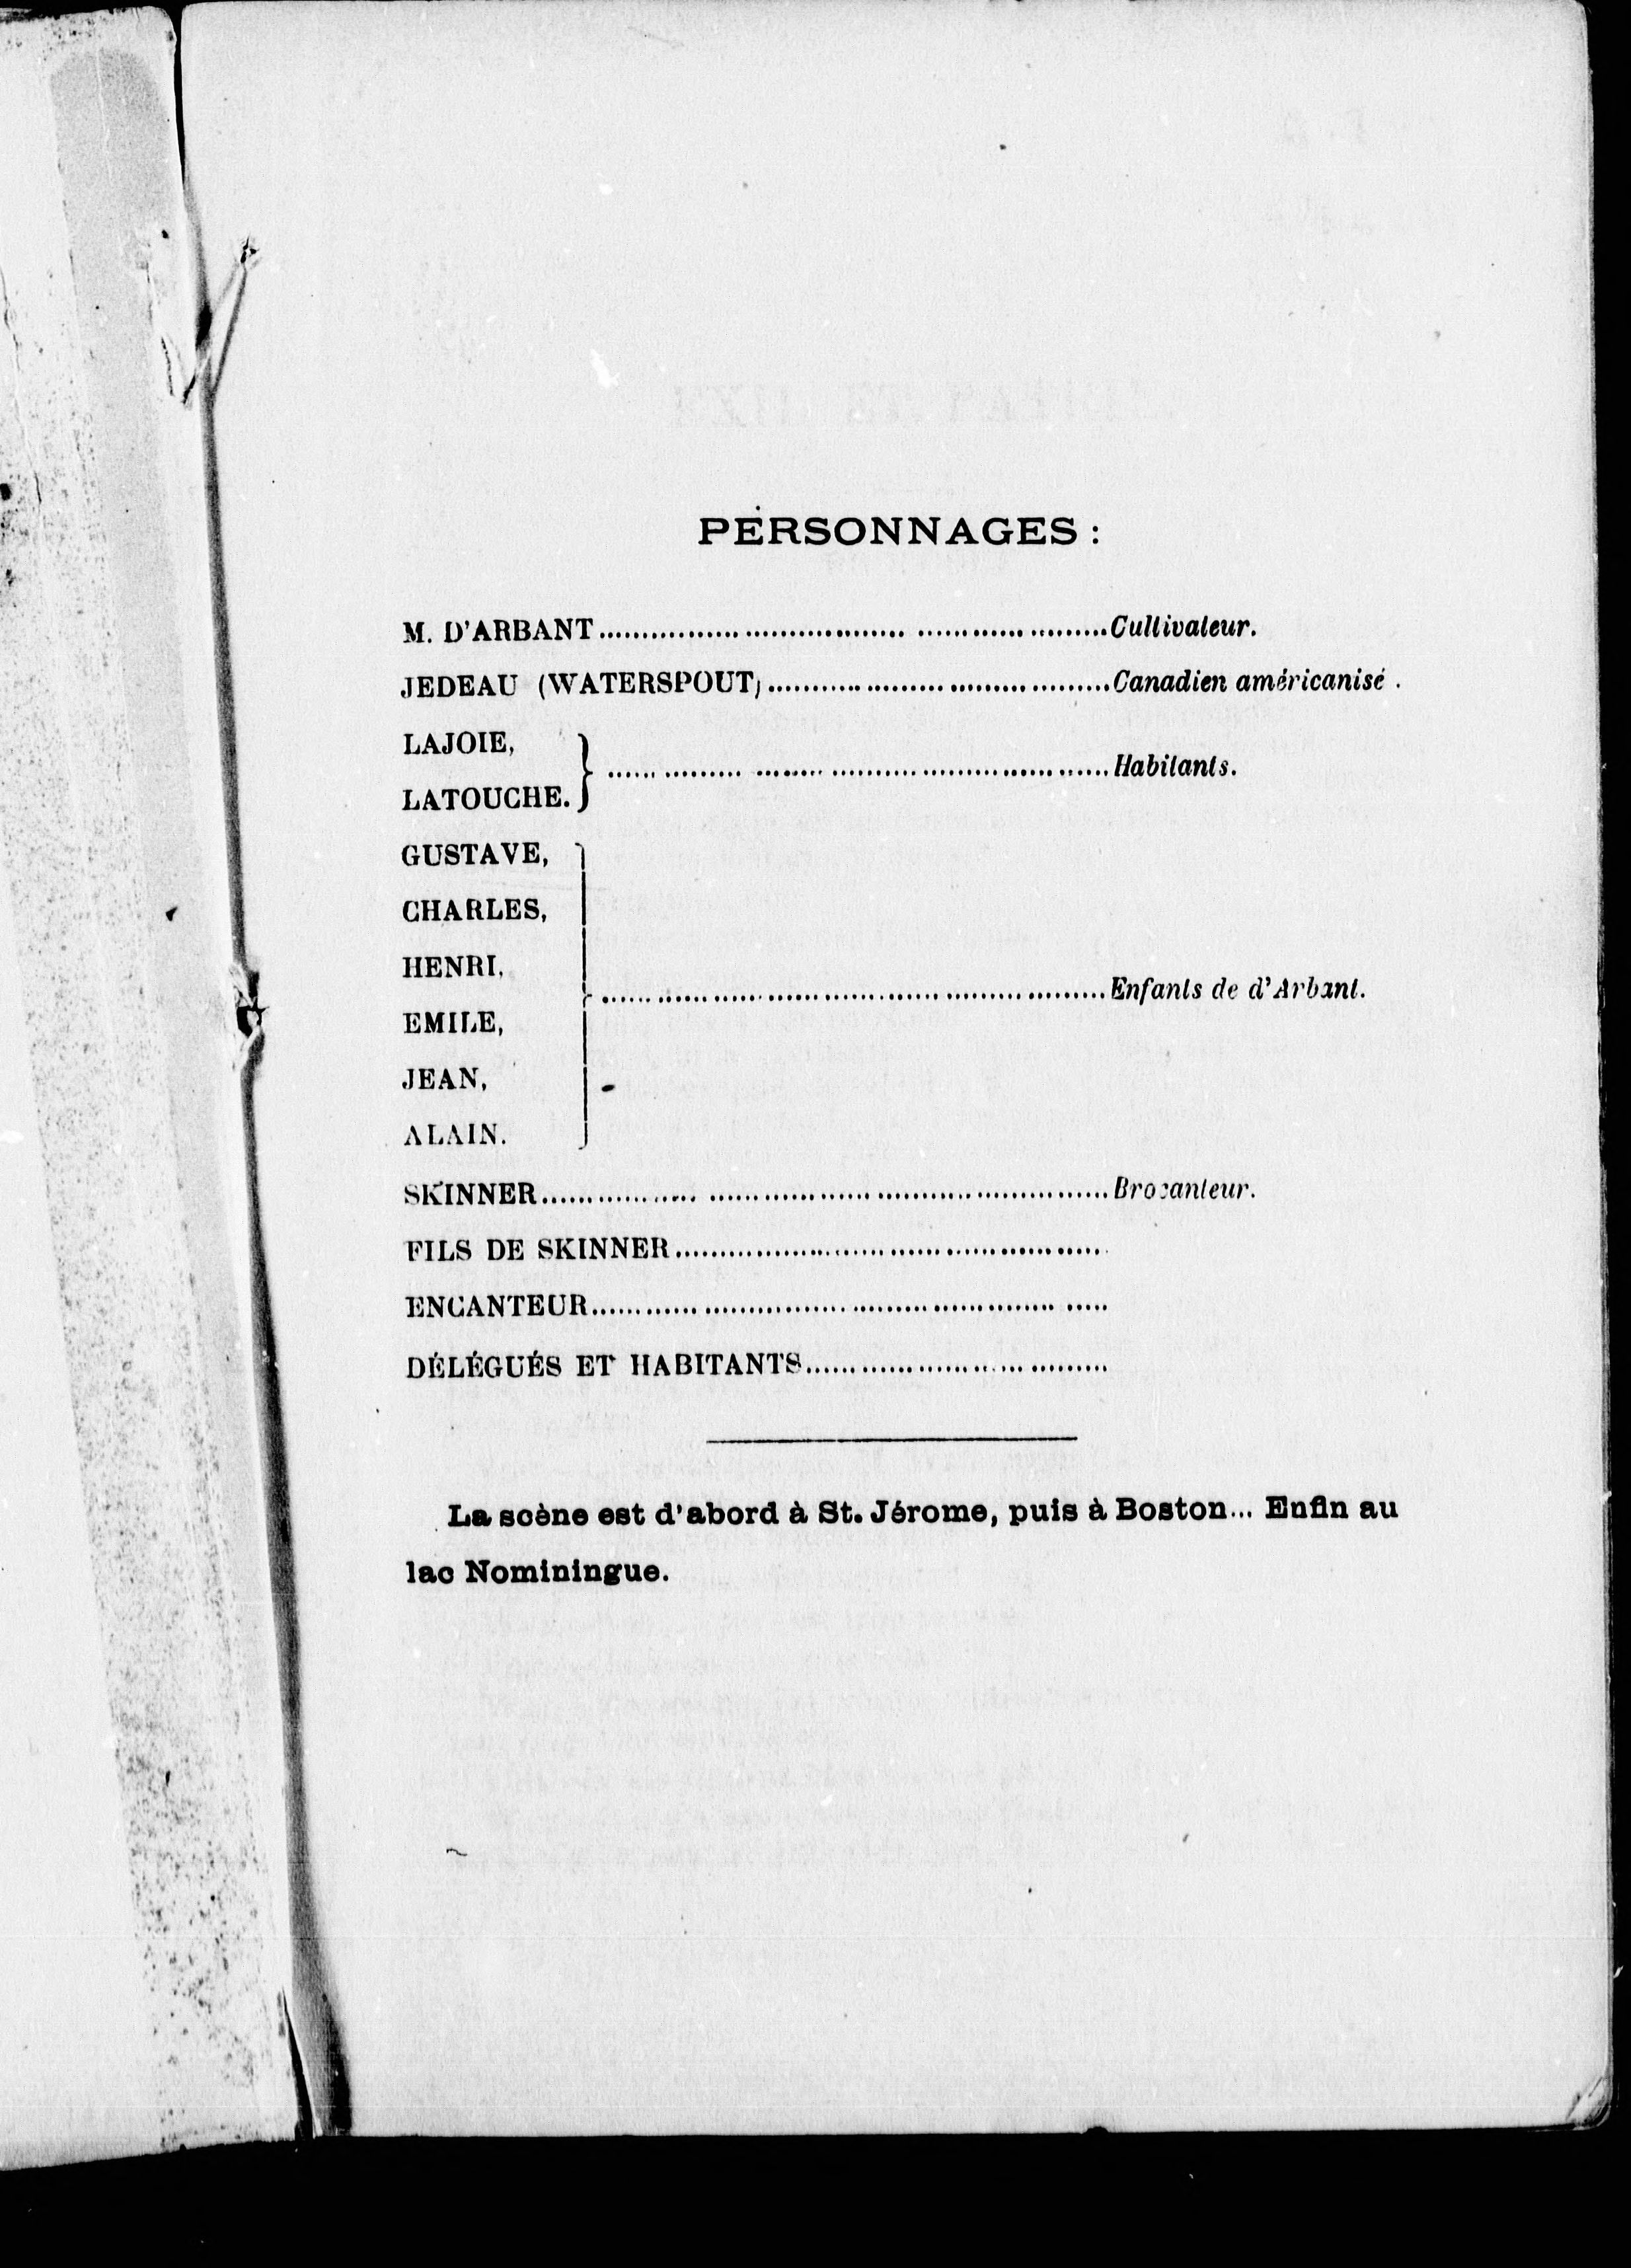 PERSONNAGES :
M. D'ARBANT.................................................Cultivateur.
JEDEAU (WATERSPOUT)....................................Canadien américanisé.
LAJOIE,
..................................................Habitants.
LATOUCHE.
GUSTAVE,
CHARLES,
HENRI,
..................................................Enfants de d'Arbant.
EMILE,
JEAN,
ALAIN.
SKINNER......................................................Brocanteur.
FILS DE SKINNER..........................................
ENCANTEUR..................................................
DÉLÉGUÉS ET HABITANTS..............................
La scène est d'abord à St. Jérome, puis à Boston... Enfin au
lac Nominingue.